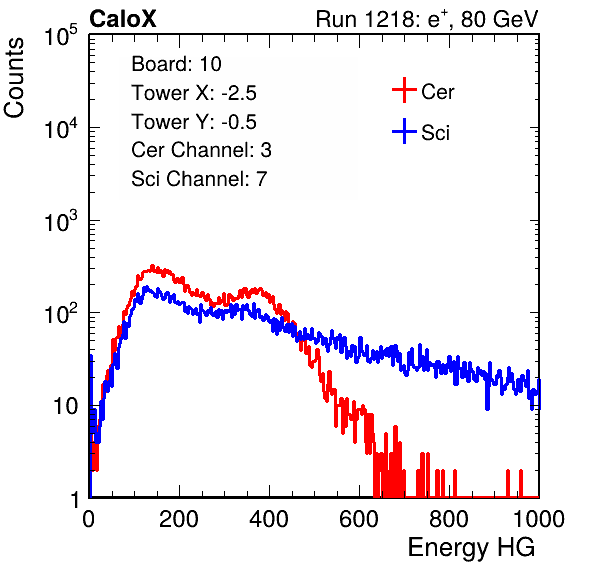 CaloX Run 1218: e⁺, 80 GeV
Counts
Board: 10
Tower X: -2.5
Tower Y: -0.5
Cer Channel: 3
Sci Channel: 7
Cer
Sci
10⁵
10⁴
10³
10²
10
1
0 200 400 600 800 1000
Energy HG